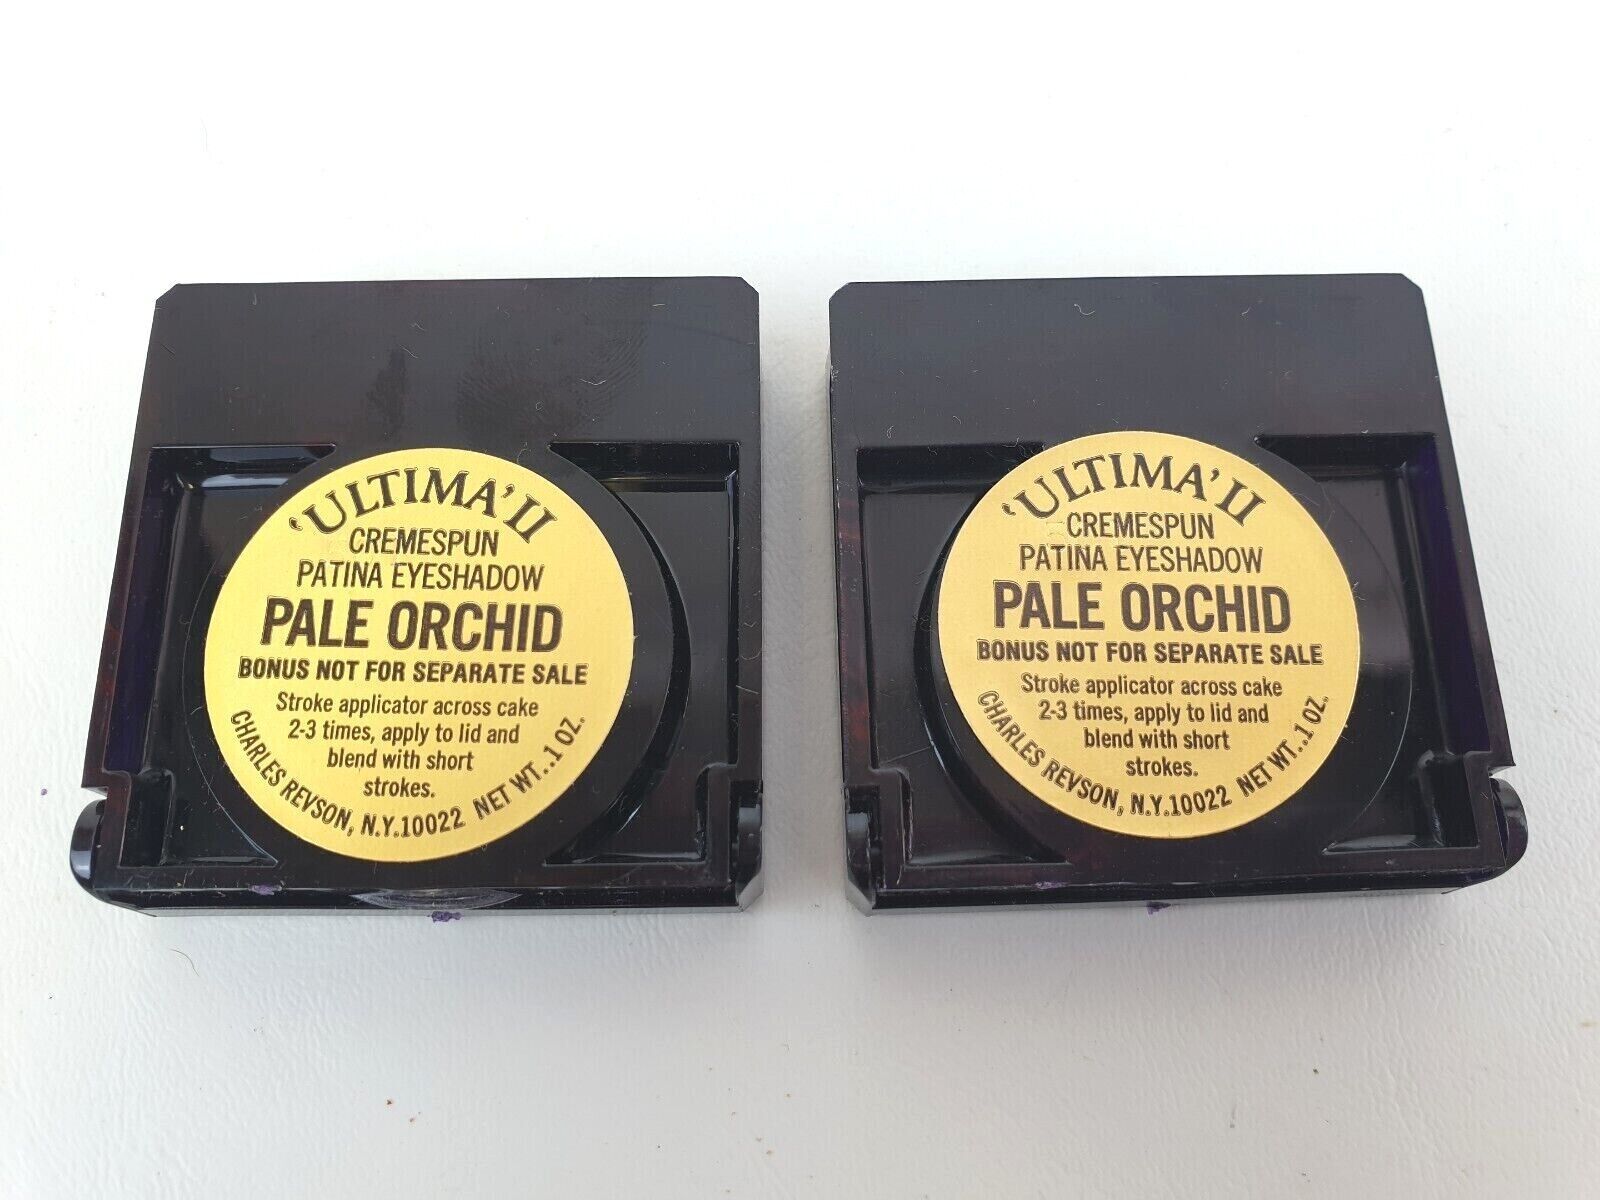 'ULTIMA' II
CREMESPUN
PATINA EYESHADOW
PALE ORCHID
BONUS NOT FOR SEPARATE SALE
Stroke applicator across cake
2-3 times, apply to lid and
blend with short
strokes.
CHARLES REVSON, N.Y. 10022 NET WT. .1 OZ.
'ULTIMA' II
CREMESPUN
PATINA EYESHADOW
PALE ORCHID
BONUS NOT FOR SEPARATE SALE
Stroke applicator across cake
2-3 times, apply to lid and
blend with short
strokes.
CHARLES REVSON, N.Y. 10022 NET WT. .1 OZ.